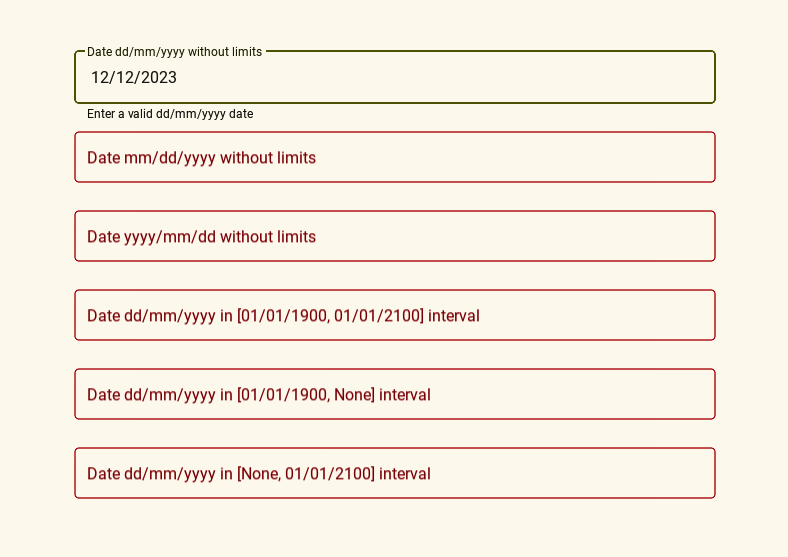 Date dd/mm/yyyy without limits
12/12/2023
Enter a valid dd/mm/yyyy date
Date mm/dd/yyyy without limits
Date yyyy/mm/dd without limits
Date dd/mm/yyyy in [01/01/1900, 01/01/2100] interval
Date dd/mm/yyyy in [01/01/1900, None] interval
Date dd/mm/yyyy in [None, 01/01/2100] interval